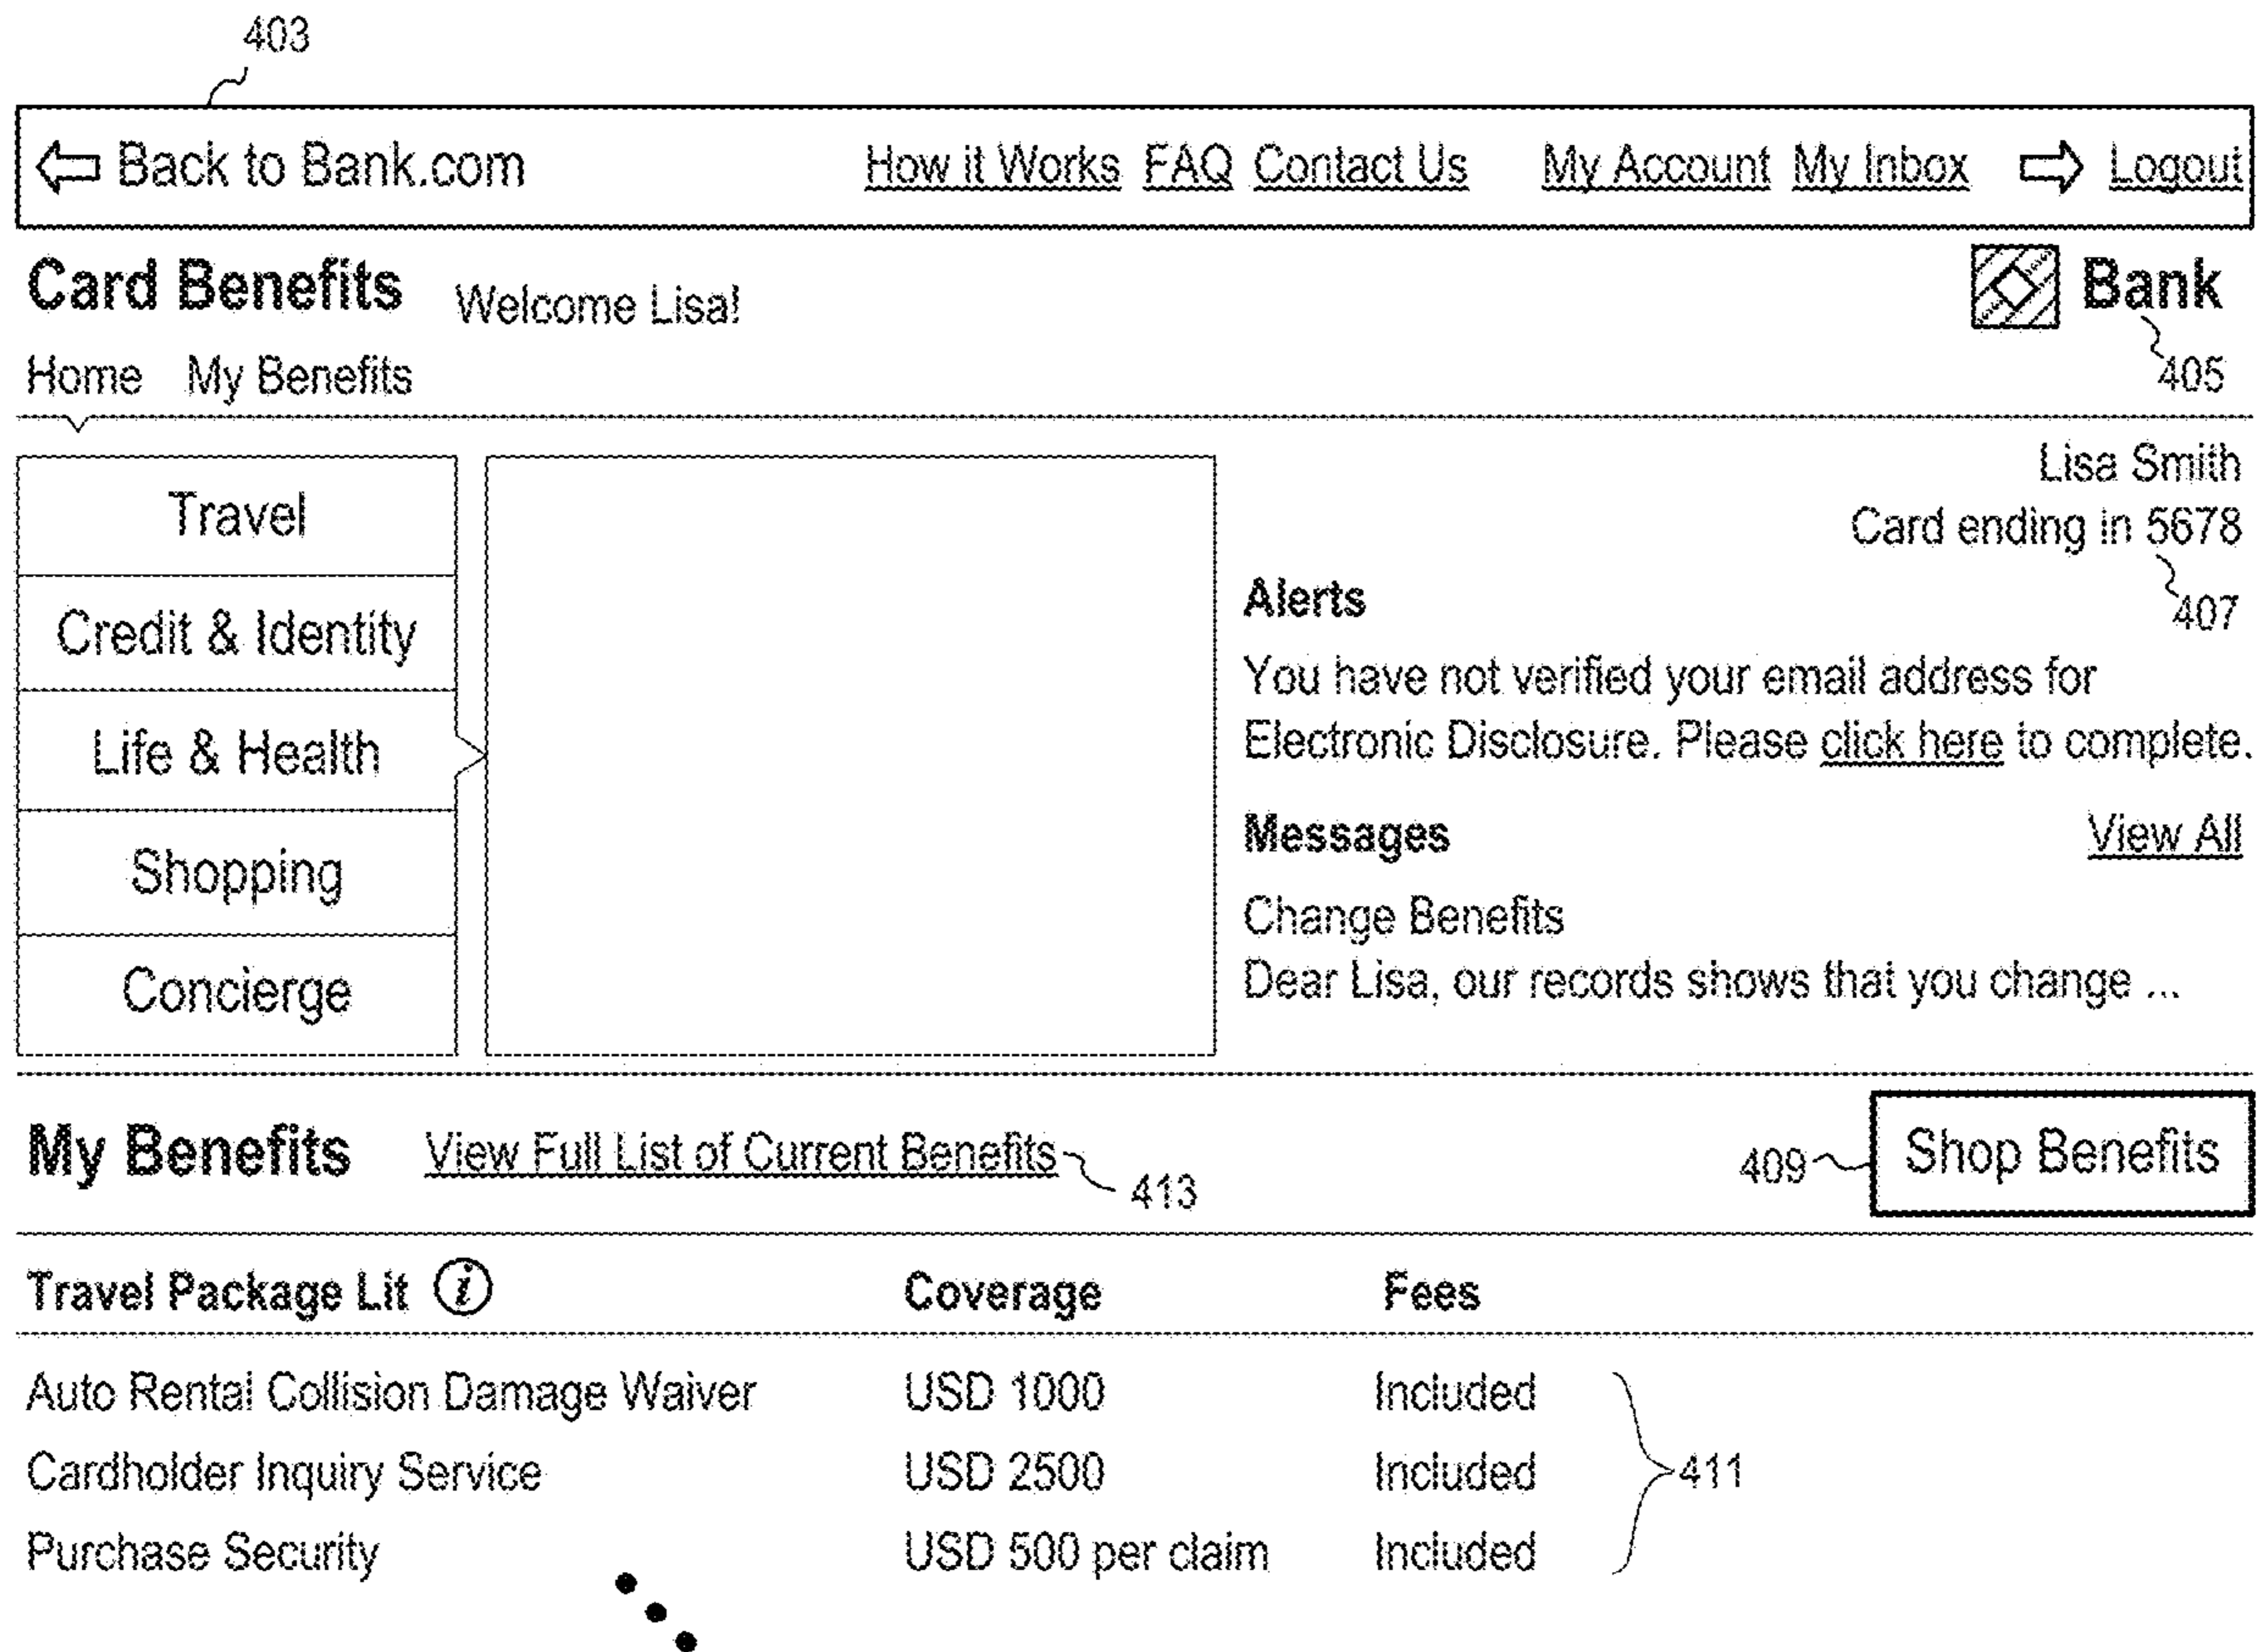 403
Back to Bank.com How it Works FAQ Contact Us My Account My Inbox Logout
Card Benefits Welcome Lisa! Bank
Home My Benefits 405
Travel
Credit & Identity
Life & Health
Shopping
Concierge
Lisa Smith
Card ending in 5678
407
Alerts
You have not verified your email address for
Electronic Disclosure. Please click here to complete.
Messages View All
Change Benefits
Dear Lisa, our records shows that you change ...
My Benefits View Full List of Current Benefits 413 409 Shop Benefits
Travel Package Lit i Coverage Fees
Auto Rental Collision Damage Waiver USD 1000 Included
Cardholder Inquiry Service USD 2500 Included 411
Purchase Security USD 500 per claim Included